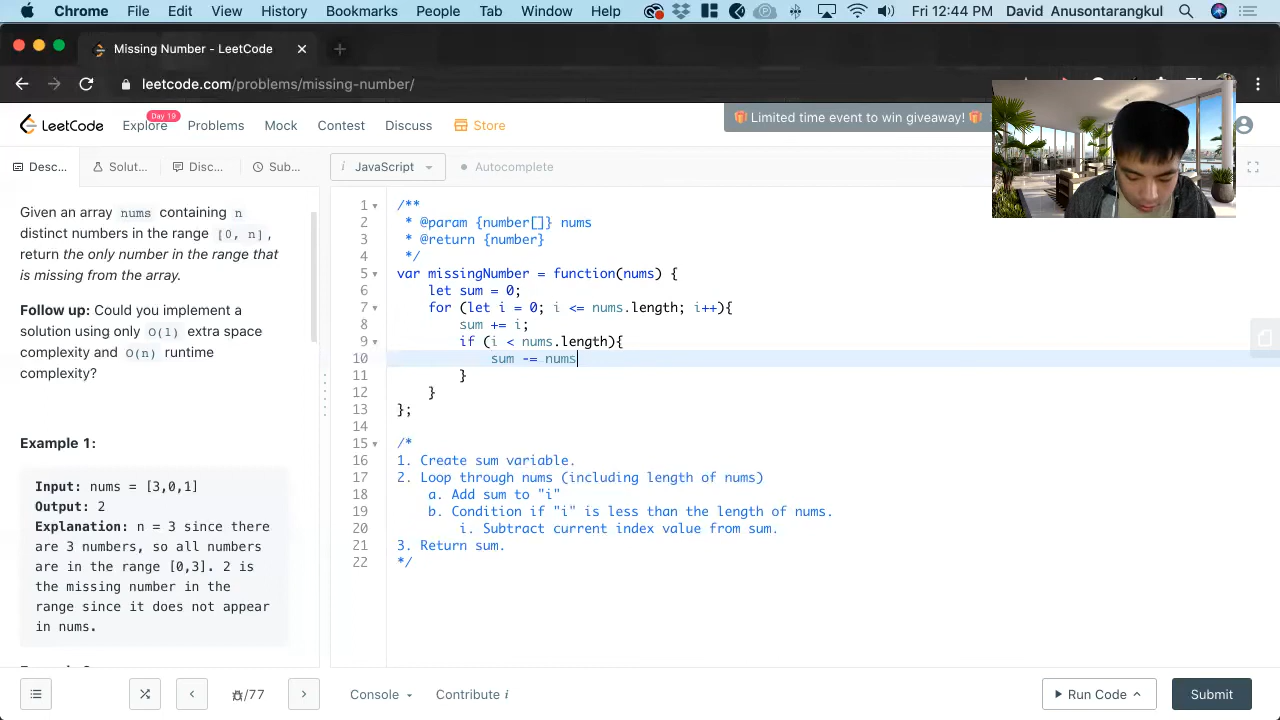 Chrome File Edit View History Bookmarks People Tab Window Help Fri 12:44 PM David Anusontarangkul
Missing Number - LeetCode
leetcode.com/problems/missing-number/
LeetCode Explore Day 19 Problems Mock Contest Discuss Store
Limited time event to win giveaway!
Desc... Solut... Disc... Sub...
i JavaScript Autocomplete
Given an array nums containing n
distinct numbers in the range [0, n],
return the only number in the range that
is missing from the array.
Follow up: Could you implement a
solution using only O(1) extra space
complexity and O(n) runtime
complexity?
Example 1:
Input: nums = [3,0,1]
Output: 2
Explanation: n = 3 since there
are 3 numbers, so all numbers
are in the range [0,3]. 2 is
the missing number in the
range since it does not appear
in nums.
1 /**
2 * @param {number[]} nums
3 * @return {number}
4 */
5 var missingNumber = function(nums) {
6 let sum = 0;
7 for (let i = 0; i <= nums.length; i++){
8 sum += i;
9 if (i < nums.length){
10 sum -= nums
11 }
12 }
13 };
14
15 /*
16 1. Create sum variable.
17 2. Loop through nums (including length of nums)
18 a. Add sum to "i"
19 b. Condition if "i" is less than the length of nums.
20 i. Subtract current index value from sum.
21 3. Return sum.
22 */
/77
Console Contribute i
Run Code Submit